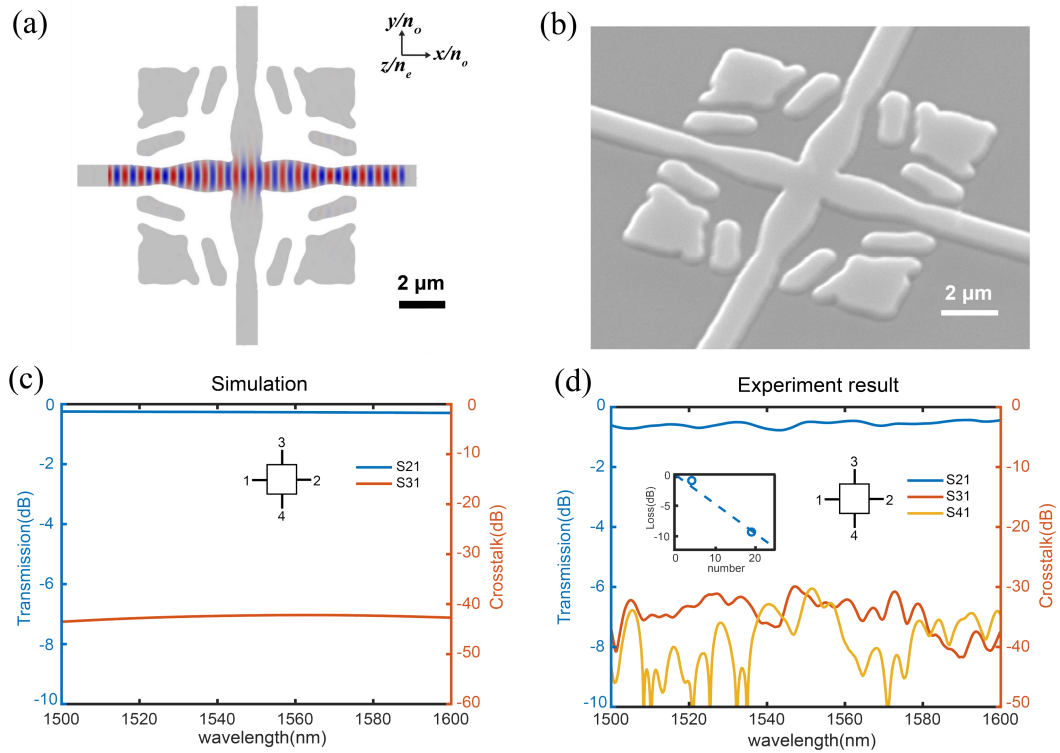 (a)
y/nₒ
x/nₒ
z/nₑ
2 μm
(b)
2 μm
(c)
Simulation
0
-2
-4
-6
-8
-10
Transmission(dB)
0
-10
-20
-30
-40
-50
-60
Crosstalk(dB)
3
1
2
4
S21
S31
1500
1520
1540
1560
1580
1600
wavelength(nm)
(d)
Experiment result
0
-2
-4
-6
-8
-10
Transmission(dB)
0
-10
-20
-30
-40
-50
Crosstalk(dB)
0
-5
-10
Loss(dB)
0
10
20
number
3
1
2
4
S21
S31
S41
1500
1520
1540
1560
1580
1600
wavelength(nm)